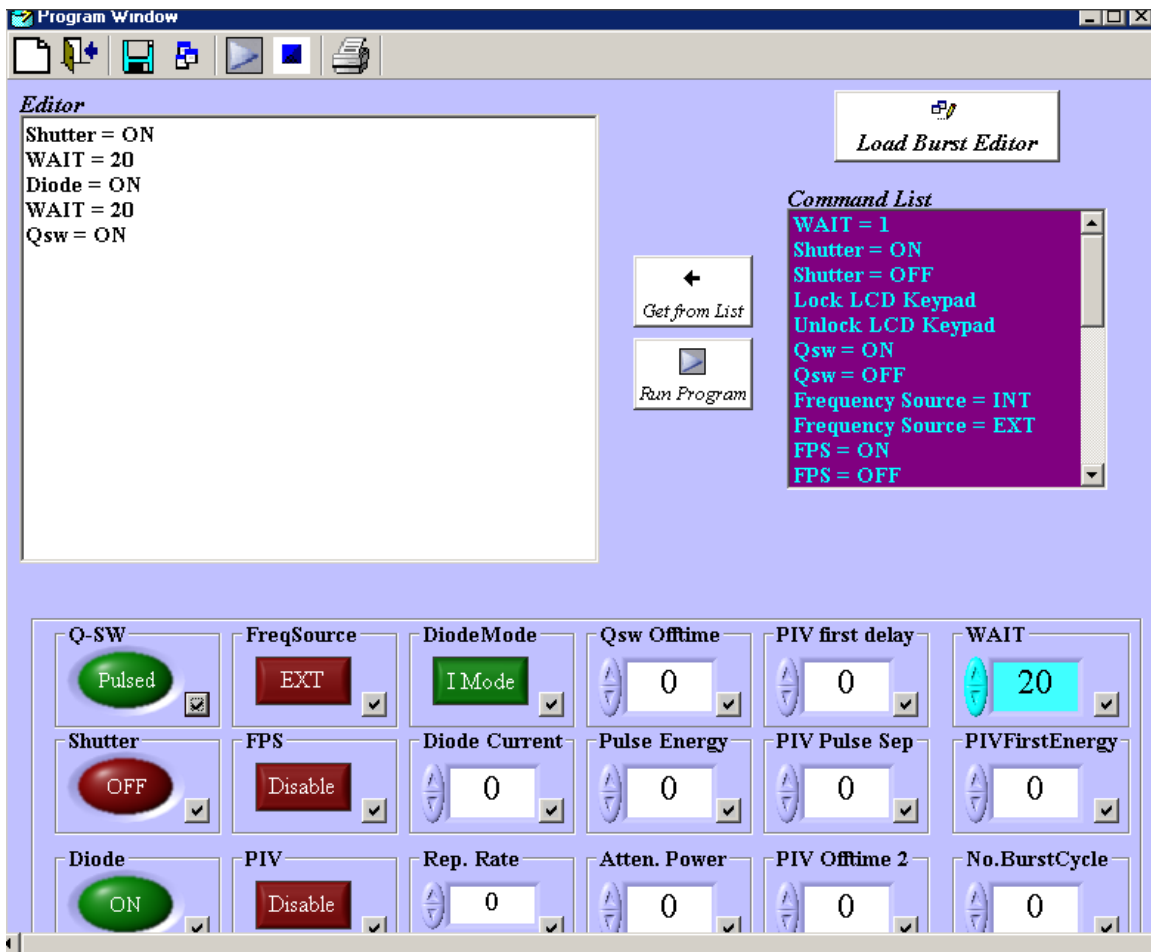 Program Window
Editor
Shutter = ON
WAIT = 20
Diode = ON
WAIT = 20
Qsw = ON
Load Burst Editor
Command List
WAIT = 1
Shutter = ON
Shutter = OFF
Lock LCD Keypad
Unlock LCD Keypad
Qsw = ON
Qsw = OFF
Frequency Source = INT
Frequency Source = EXT
FPS = ON
FPS = OFF
Get from List
Run Program
Q-SW FreqSource DiodeMode Qsw Offtime PIV first delay WAIT
Pulsed EXT I Mode 0 0 20
Shutter FPS Diode Current Pulse Energy PIV Pulse Sep PIVFirstEnergy
OFF Disable 0 0 0 0
Diode PIV Rep. Rate Atten. Power PIV Offtime 2 No.BurstCycle
ON Disable 0 0 0 0